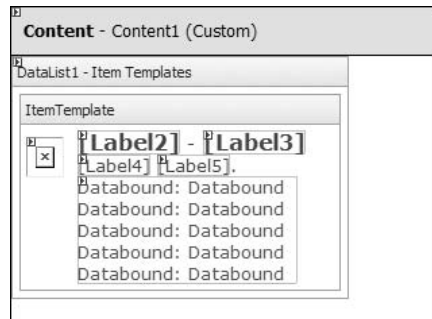 Content - Content1 (Custom)
DataList1 - Item Templates
ItemTemplate
[Label2] - [Label3]
[Label4] [Label5].
Databound: Databound
Databound: Databound
Databound: Databound
Databound: Databound
Databound: Databound